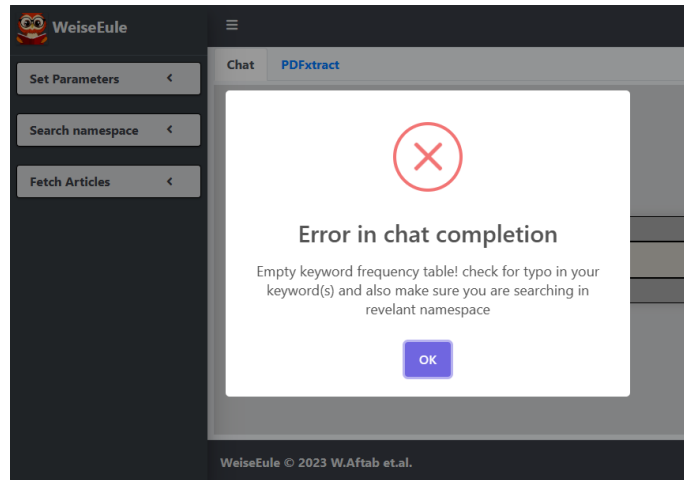 WeiseEule
Chat PDFxtract
Set Parameters
Search namespace
Fetch Articles
Error in chat completion
Empty keyword frequency table! check for typo in your
keyword(s) and also make sure you are searching in
revelant namespace
OK
WeiseEule © 2023 W.Aftab et.al.